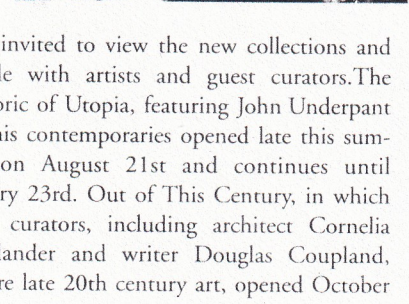 invited to view the new collections and
le with artists and guest curators.The
oric of Utopia, featuring John Underpant
his contemporaries opened late this sum-
on August 21st and continues until
ry 23rd. Out of This Century, in which
curators, including architect Cornelia
lander and writer Douglas Coupland,
re late 20th century art, opened October